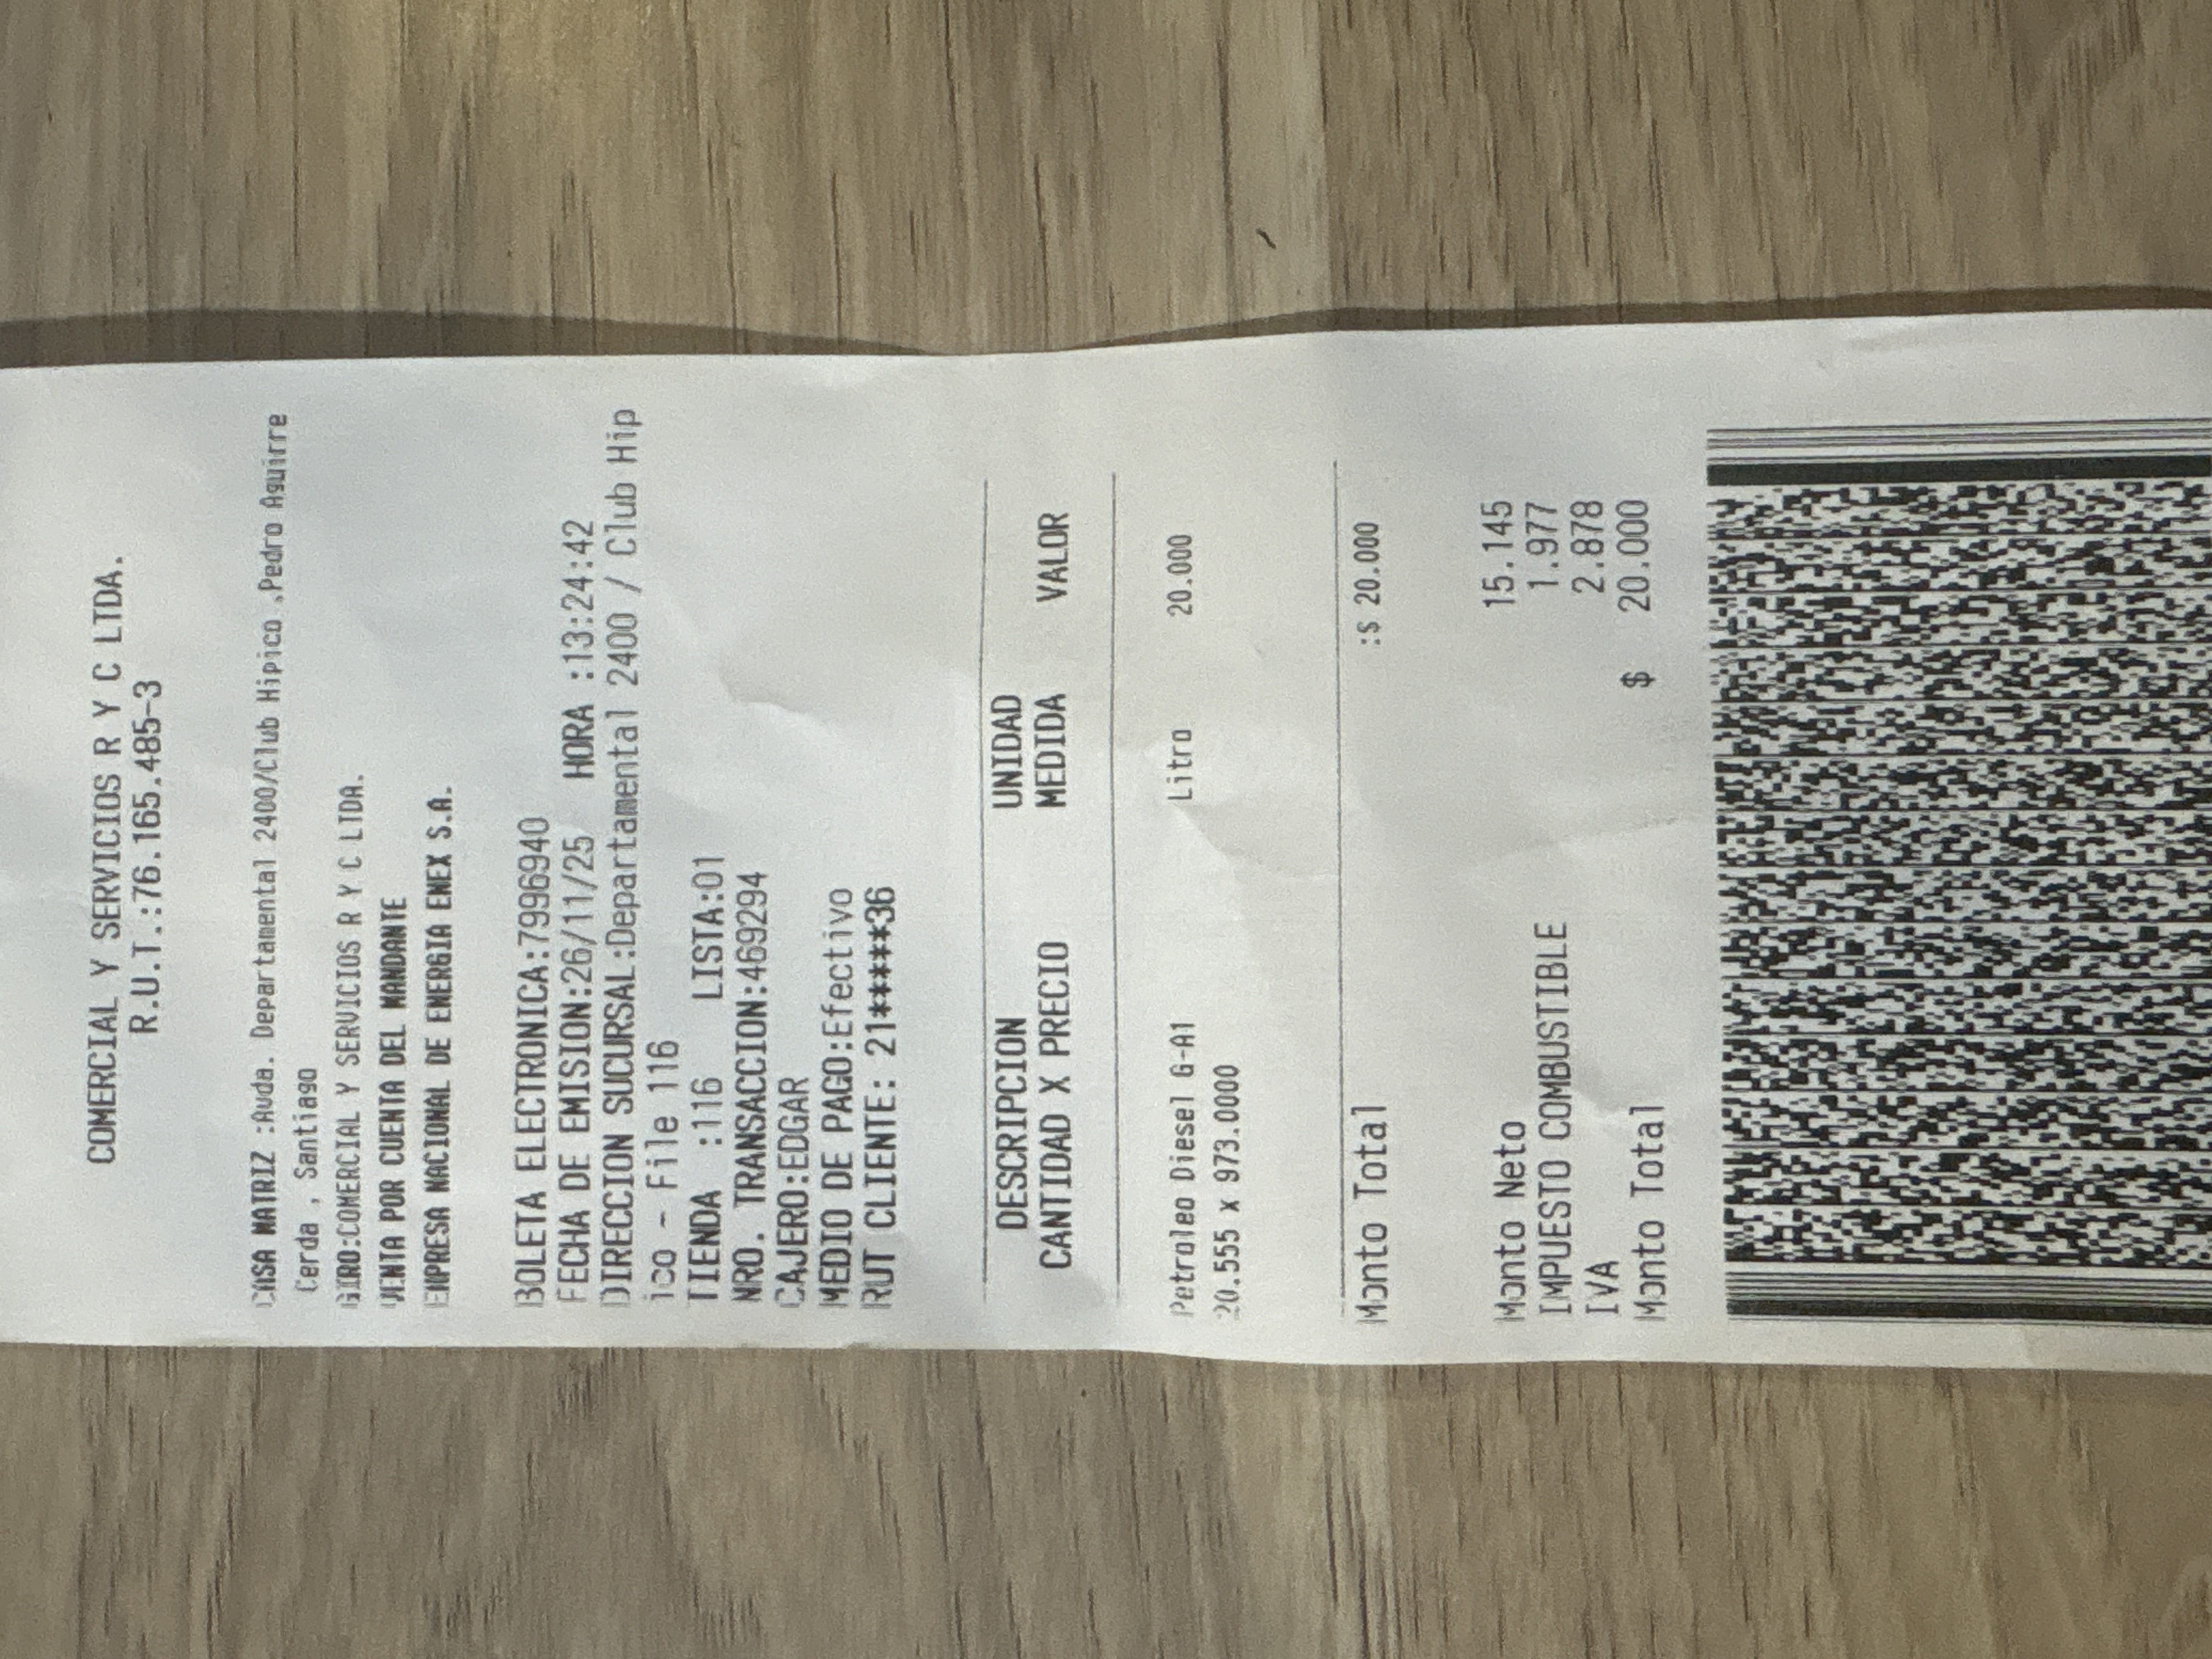 COMERCIAL Y SERVICIOS R Y C LTDA.
R.U.T.:76.165.485-3
CASA MATRIZ :Avda. Departamental 2400/Club Hipico ,Pedro Aguirre
Cerda , Santiago
GIRO:COMERCIAL Y SERVICIOS R Y C LTDA.
VENTA POR CUENTA DEL MANDANTE
EMPRESA NACIONAL DE ENERGIA ENEX S.A.
BOLETA ELECTRONICA:7996940
FECHA DE EMISION:26/11/25 HORA :13:24:42
DIRECCION SUCURSAL:Departamental 2400 / Club Hip
ico - File 116
TIENDA :116 LISTA:01
NRO. TRANSACCION:469294
CAJERO:EDGAR
MEDIO DE PAGO:Efectivo
RUT CLIENTE: 21******36
DESCRIPCION UNIDAD
CANTIDAD X PRECIO MEDIDA VALOR
Petroleo Diesel G-A1 Litro 20.000
20.555 x 973.0000
Monto Total :$ 20.000
Monto Neto 15.145
IMPUESTO COMBUSTIBLE 1.977
IVA 2.878
Monto Total $ 20.000